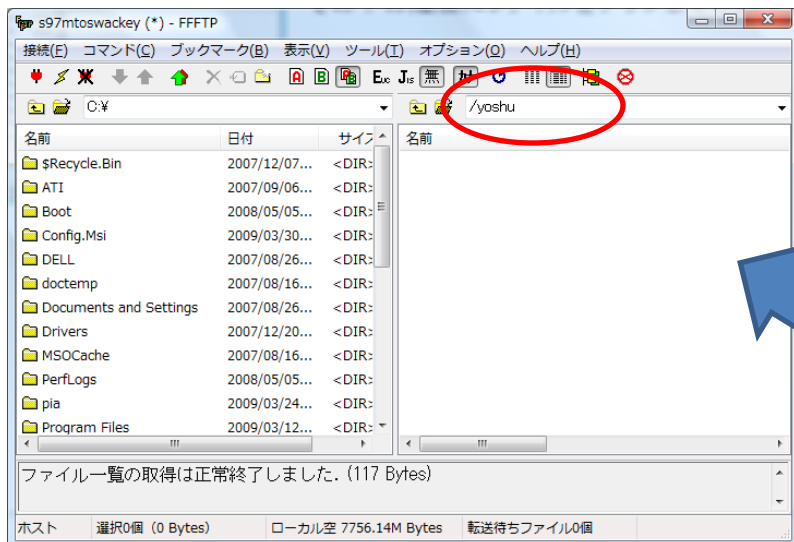 s97mtoswackey (*) - FFFTP
接続(F) コマンド(C) ブックマーク(B) 表示(V) ツール(T) オプション(O) ヘルプ(H)
A B Euc Jis 無
C:¥ /yoshu
名前 日付 サイズ 名前
$Recycle.Bin 2007/12/07... <DIR>
ATI 2007/09/06... <DIR>
Boot 2008/05/05... <DIR>
Config.Msi 2009/03/30... <DIR>
DELL 2007/08/26... <DIR>
doctemp 2007/08/16... <DIR>
Documents and Settings 2007/08/26... <DIR>
Drivers 2007/12/20... <DIR>
MSOCache 2007/08/16... <DIR>
PerfLogs 2008/05/05... <DIR>
pia 2009/03/24... <DIR>
Program Files 2009/03/12... <DIR>
ファイル一覧の取得は正常終了しました. (117 Bytes)
ホスト 選択0個 (0 Bytes) ローカル空 7756.14M Bytes 転送待ちファイル0個